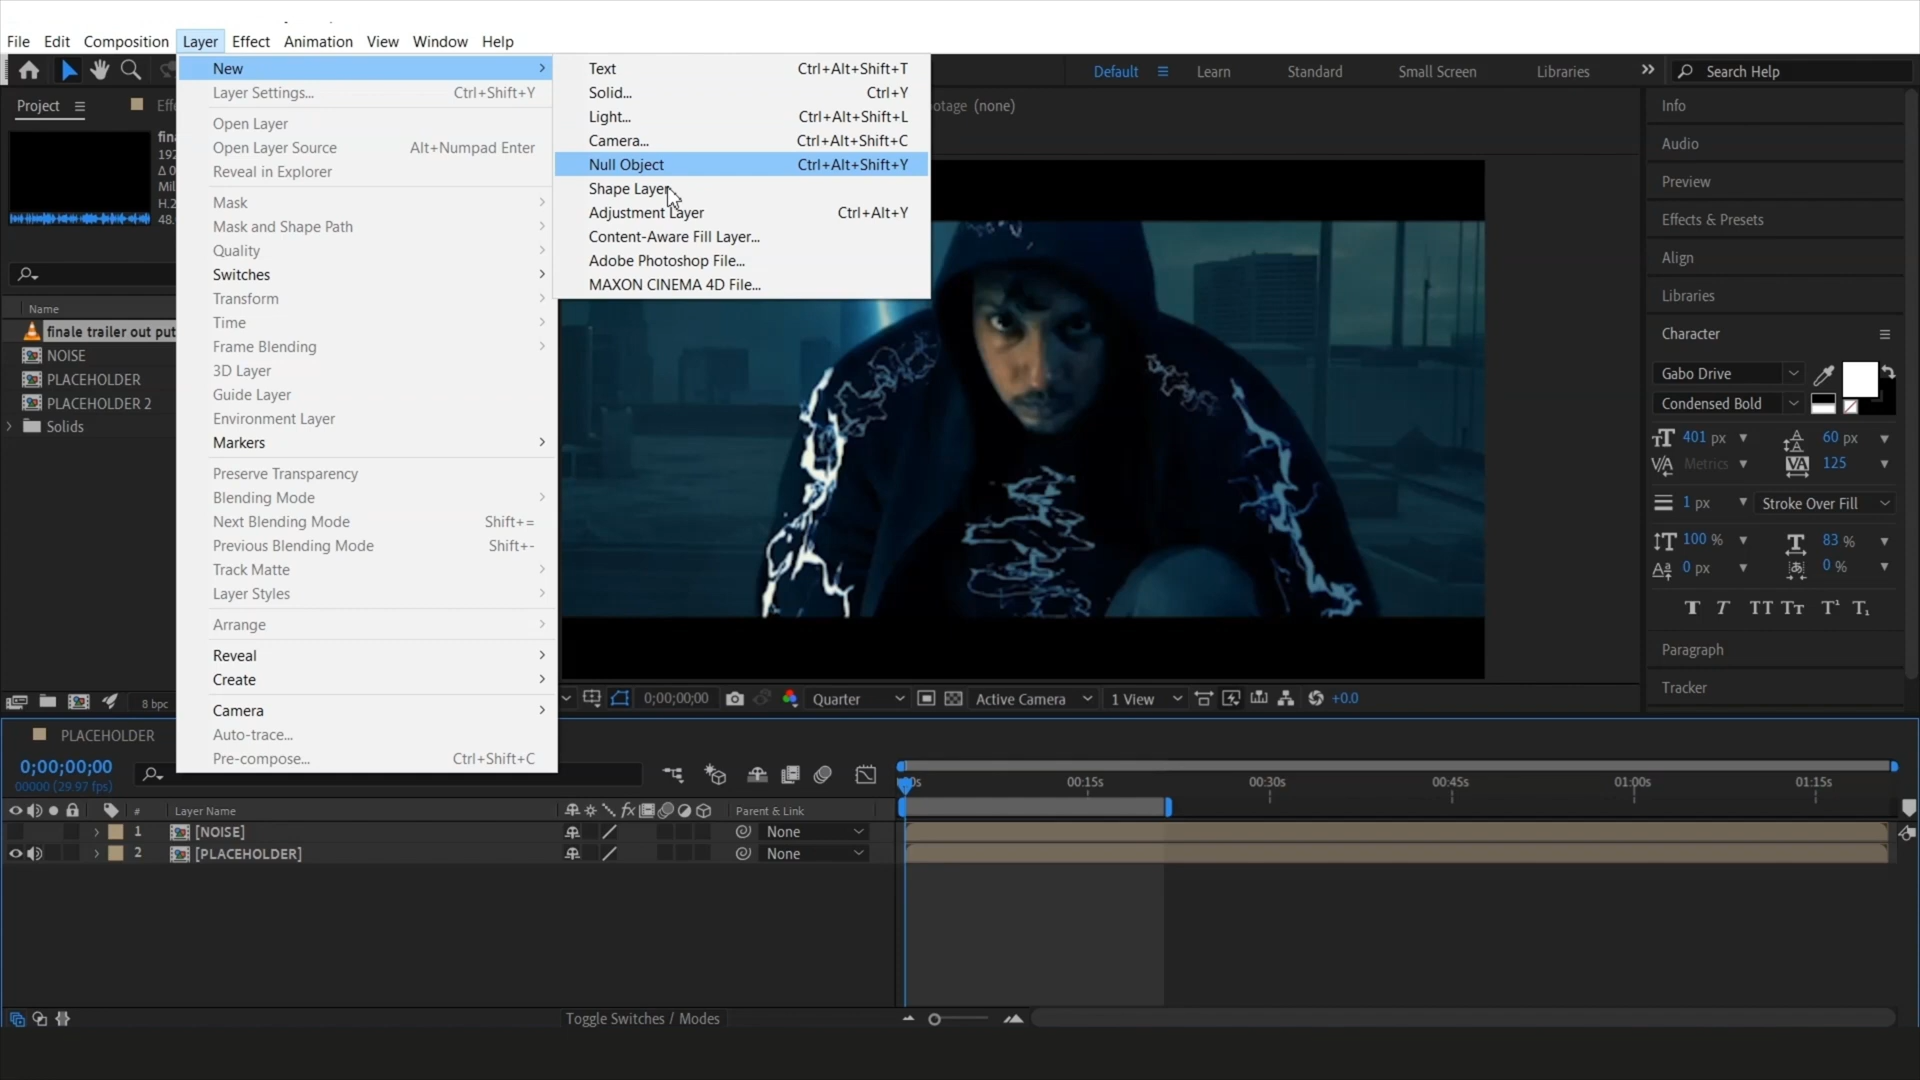 File Edit Composition Layer Effect Animation View Window Help
Default Learn Standard Small Screen Libraries Search Help
Project
(none)
New
Layer Settings... Ctrl+Shift+Y
Open Layer
Open Layer Source Alt+Numpad Enter
Reveal in Explorer
Mask
Mask and Shape Path
Quality
Switches
Transform
Time
Frame Blending
3D Layer
Guide Layer
Environment Layer
Markers
Preserve Transparency
Blending Mode
Next Blending Mode Shift+=
Previous Blending Mode Shift+-
Track Matte
Layer Styles
Arrange
Reveal
Create
Camera
Auto-trace...
Pre-compose... Ctrl+Shift+C
Text Ctrl+Alt+Shift+T
Solid... Ctrl+Y
Light... Ctrl+Alt+Shift+L
Camera... Ctrl+Alt+Shift+C
Null Object Ctrl+Alt+Shift+Y
Shape Layer
Adjustment Layer Ctrl+Alt+Y
Content-Aware Fill Layer...
Adobe Photoshop File...
MAXON CINEMA 4D File...
Name
finale trailer out put
NOISE
PLACEHOLDER
PLACEHOLDER 2
Solids
8 bpc
Info
Audio
Preview
Effects & Presets
Align
Libraries
Character
Gabo Drive
Condensed Bold
401 px 60 px
Metrics 125
1 px Stroke Over Fill
100 % 83 %
0 px 0 %
T T TT Tт T¹ T₁
Paragraph
Tracker
0;00;00;00 Quarter Active Camera 1 View +0.0
PLACEHOLDER
0;00;00;00
00000 (29.97 fps)
00:15s 00:30s 00:45s 01:00s 01:15s
# Layer Name fx Parent & Link
1 [NOISE] None
2 [PLACEHOLDER] None
Toggle Switches / Modes